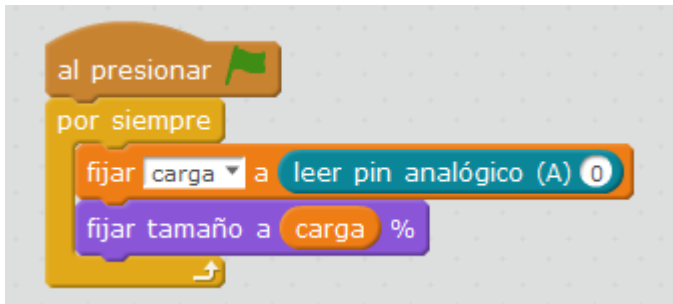 al presionar
por siempre
fijar carga a leer pin analógico (A) 0
fijar tamaño a carga %